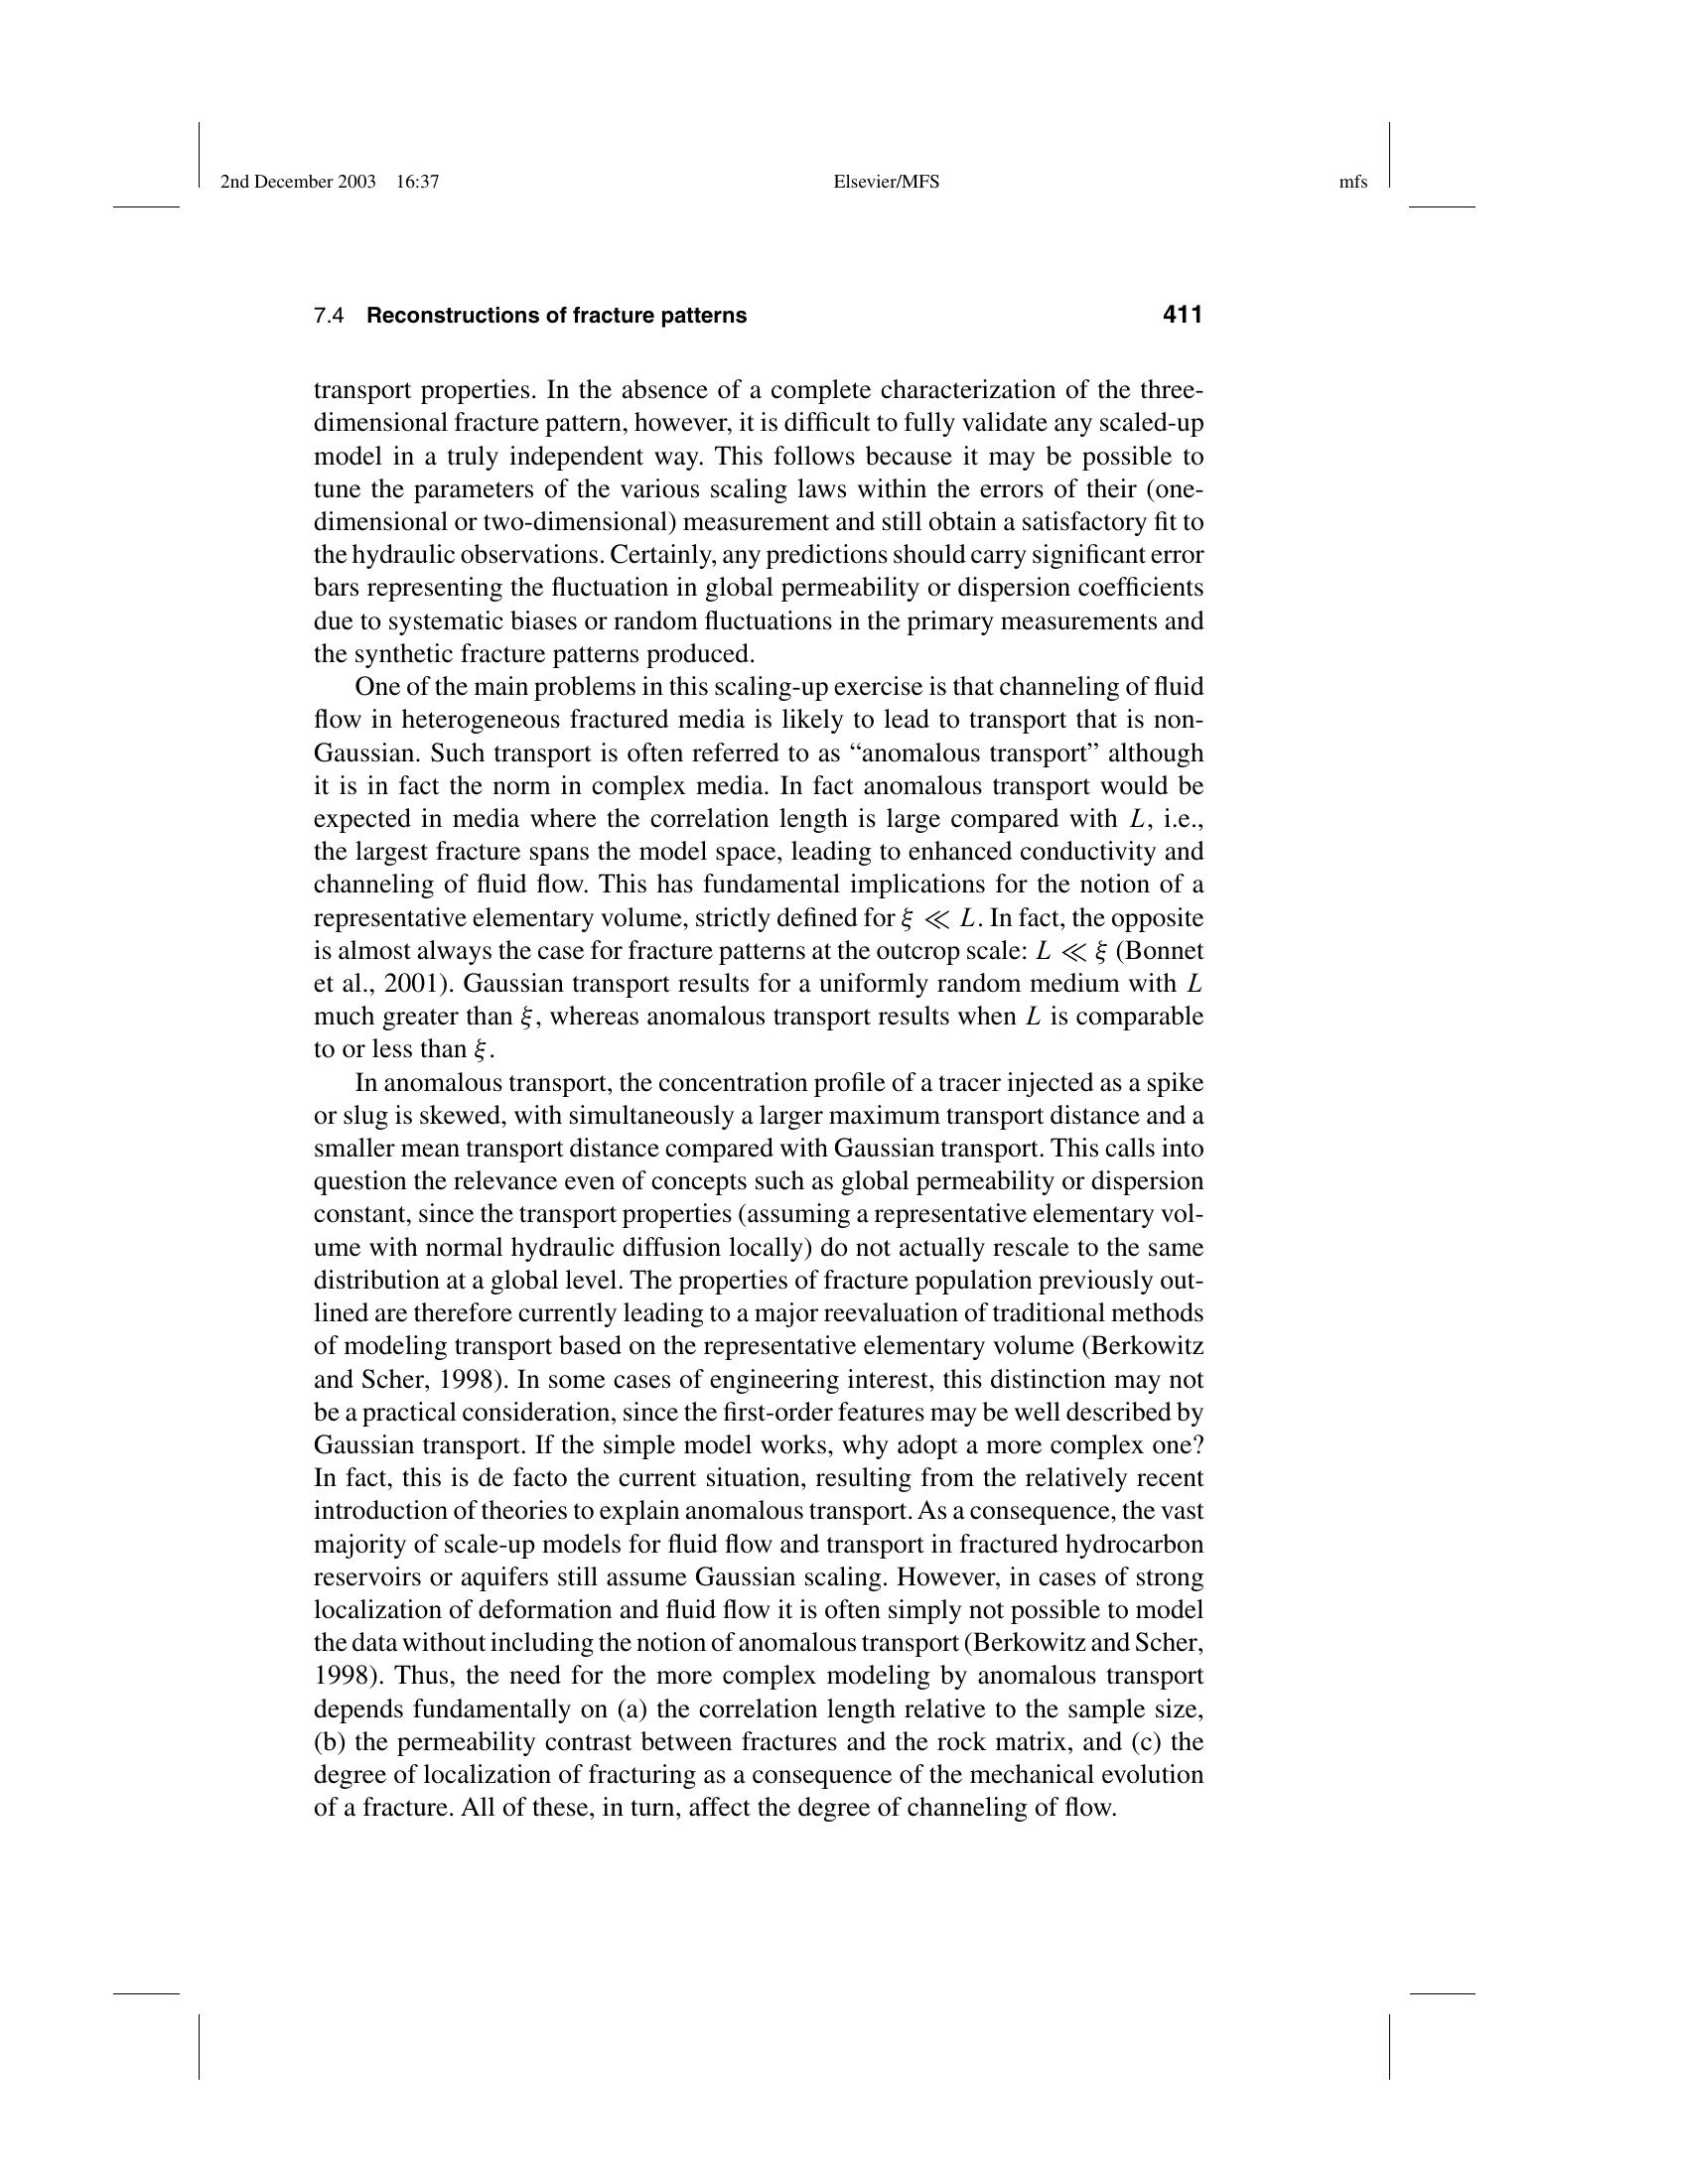 2nd December 2003 16:37 Elsevier/MFS mfs
7.4 Reconstructions of fracture patterns 411
transport properties. In the absence of a complete characterization of the three-
dimensional fracture pattern, however, it is difficult to fully validate any scaled-up
model in a truly independent way. This follows because it may be possible to
tune the parameters of the various scaling laws within the errors of their (one-
dimensional or two-dimensional) measurement and still obtain a satisfactory fit to
the hydraulic observations. Certainly, any predictions should carry significant error
bars representing the fluctuation in global permeability or dispersion coefficients
due to systematic biases or random fluctuations in the primary measurements and
the synthetic fracture patterns produced.
One of the main problems in this scaling-up exercise is that channeling of fluid
flow in heterogeneous fractured media is likely to lead to transport that is non-
Gaussian. Such transport is often referred to as “anomalous transport” although
it is in fact the norm in complex media. In fact anomalous transport would be
expected in media where the correlation length is large compared with L, i.e.,
the largest fracture spans the model space, leading to enhanced conductivity and
channeling of fluid flow. This has fundamental implications for the notion of a
representative elementary volume, strictly defined for ξ ≪ L. In fact, the opposite
is almost always the case for fracture patterns at the outcrop scale: L ≪ ξ (Bonnet
et al., 2001). Gaussian transport results for a uniformly random medium with L
much greater than ξ, whereas anomalous transport results when L is comparable
to or less than ξ.
In anomalous transport, the concentration profile of a tracer injected as a spike
or slug is skewed, with simultaneously a larger maximum transport distance and a
smaller mean transport distance compared with Gaussian transport. This calls into
question the relevance even of concepts such as global permeability or dispersion
constant, since the transport properties (assuming a representative elementary vol-
ume with normal hydraulic diffusion locally) do not actually rescale to the same
distribution at a global level. The properties of fracture population previously out-
lined are therefore currently leading to a major reevaluation of traditional methods
of modeling transport based on the representative elementary volume (Berkowitz
and Scher, 1998). In some cases of engineering interest, this distinction may not
be a practical consideration, since the first-order features may be well described by
Gaussian transport. If the simple model works, why adopt a more complex one?
In fact, this is de facto the current situation, resulting from the relatively recent
introduction of theories to explain anomalous transport. As a consequence, the vast
majority of scale-up models for fluid flow and transport in fractured hydrocarbon
reservoirs or aquifers still assume Gaussian scaling. However, in cases of strong
localization of deformation and fluid flow it is often simply not possible to model
the data without including the notion of anomalous transport (Berkowitz and Scher,
1998). Thus, the need for the more complex modeling by anomalous transport
depends fundamentally on (a) the correlation length relative to the sample size,
(b) the permeability contrast between fractures and the rock matrix, and (c) the
degree of localization of fracturing as a consequence of the mechanical evolution
of a fracture. All of these, in turn, affect the degree of channeling of flow.